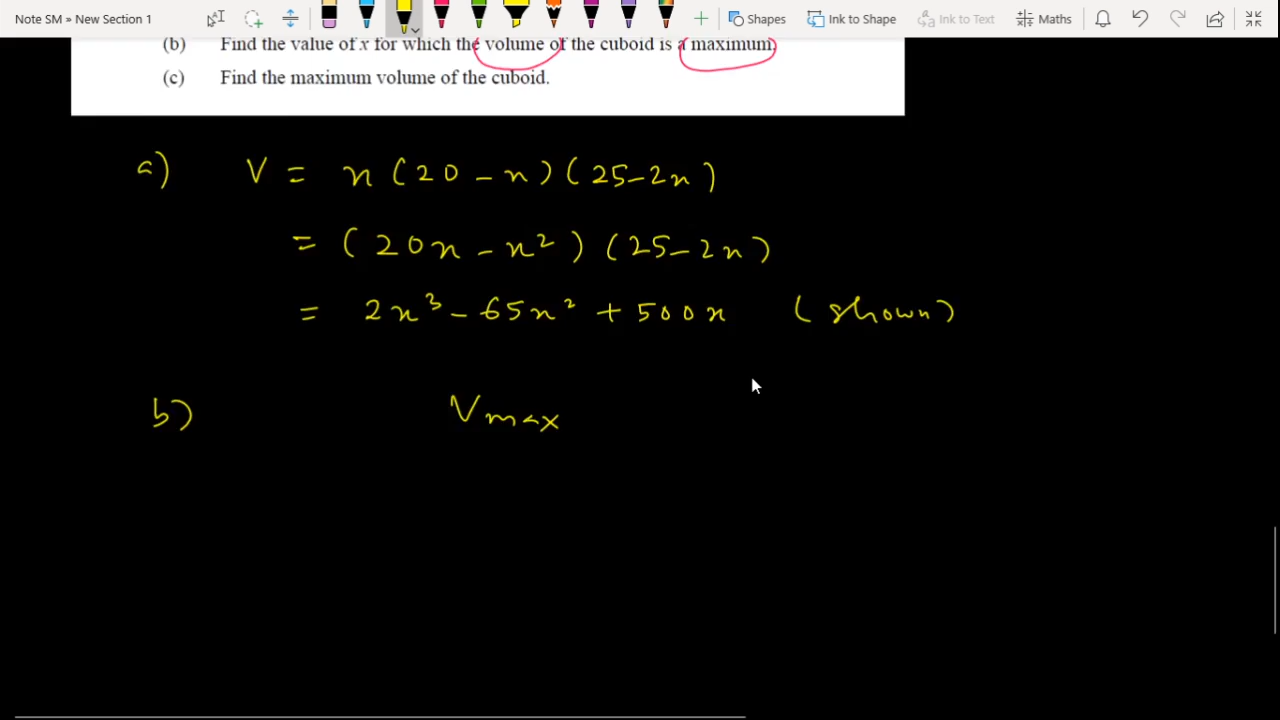 Note SM » New Section 1
Shapes
Ink to Shape
Ink to Text
Maths
(b) Find the value of x for which the volume of the cuboid is a maximum.
(c) Find the maximum volume of the cuboid.
a) V = x(20-x)(25-2x)
= (20x-x²)(25-2x)
= 2x³-65x²+500x (shown)
b) Vmax